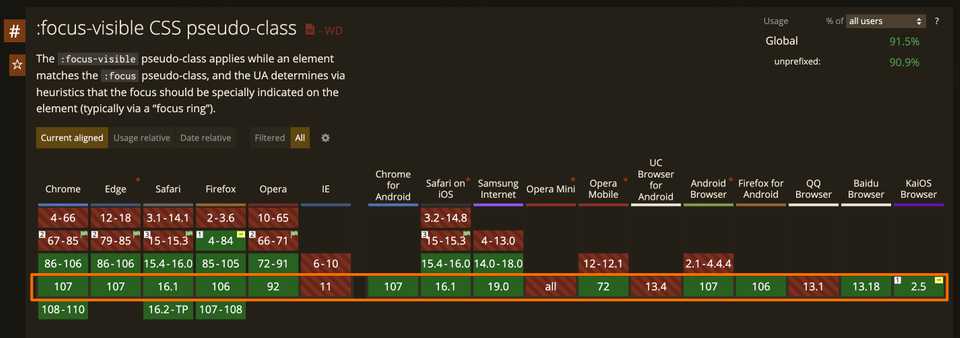 #
:focus-visible CSS pseudo-class - WD
Usage % of all users ?
Global 91.5%
unprefixed: 90.9%
The :focus-visible pseudo-class applies while an element
matches the :focus pseudo-class, and the UA determines via
heuristics that the focus should be specially indicated on the
element (typically via a “focus ring”).
Current aligned Usage relative Date relative Filtered All
Chrome Edge * Safari Firefox Opera IE Chrome for Android Safari on iOS * Samsung Internet Opera Mini * Opera Mobile * UC Browser for Android Android Browser * Firefox for Android QQ Browser Baidu Browser KaiOS Browser
4-66 12-18 3.1-14.1 2-3.6 10-65 3.2-14.8
2 67-85 2 79-85 3 15-15.3 1 4-84 2 66-71 3 15-15.3 4-13.0
86-106 86-106 15.4-16.0 85-105 72-91 6-10 15.4-16.0 14.0-18.0 12-12.1 2.1-4.4.4
107 107 16.1 106 92 11 107 16.1 19.0 all 72 13.4 107 106 13.1 13.18 1 2.5
108-110 16.2-TP 107-108